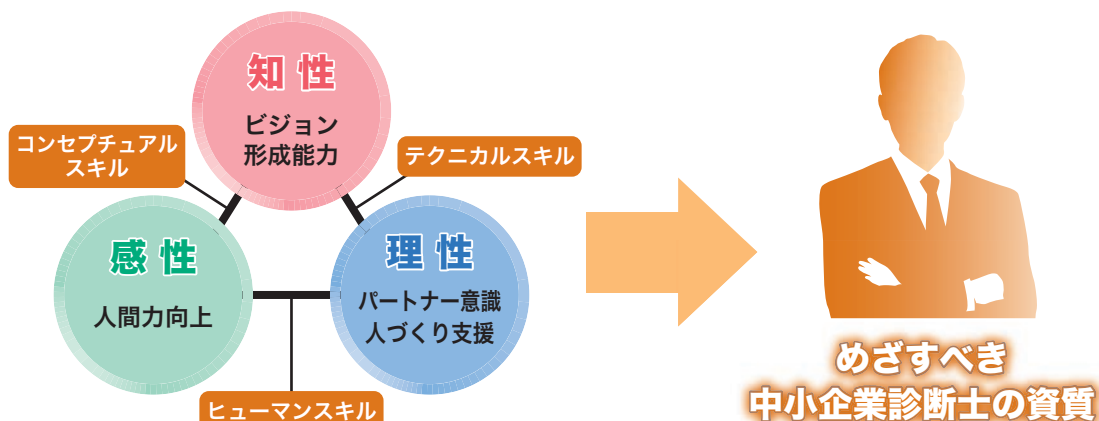 知性
ビジョン
形成能力
コンセプチュアル
スキル
テクニカルスキル
感性
人間力向上
理性
パートナー意識
人づくり支援
ヒューマンスキル
めざすべき
中小企業診断士の資質